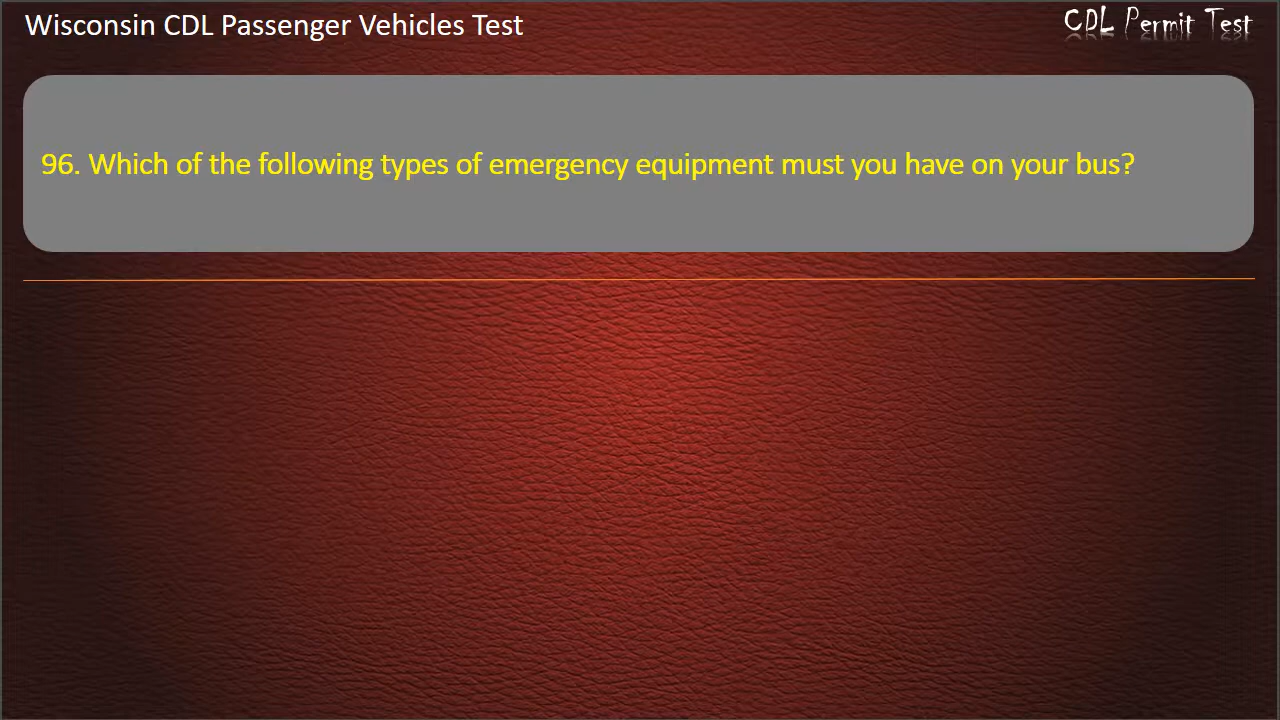 Wisconsin CDL Passenger Vehicles Test
CDL Permit Test
96. Which of the following types of emergency equipment must you have on your bus?